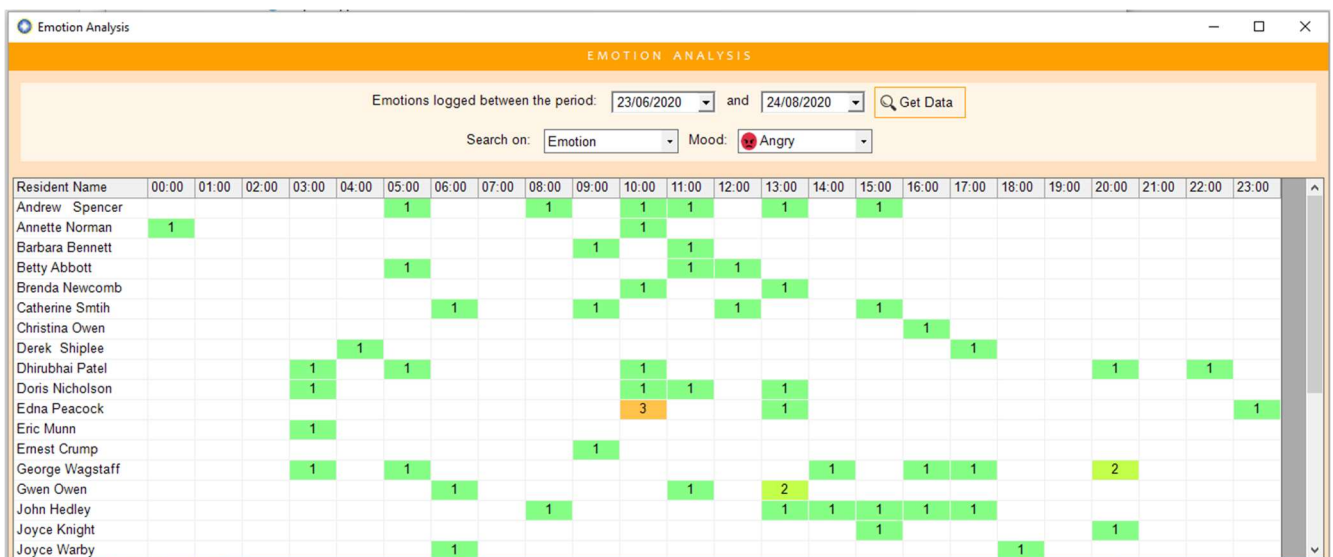 Emotion Analysis
EMOTION ANALYSIS
Emotions logged between the period: 23/06/2020 and 24/08/2020 Get Data
Search on: Emotion Mood: Angry
Resident Name 00:00 01:00 02:00 03:00 04:00 05:00 06:00 07:00 08:00 09:00 10:00 11:00 12:00 13:00 14:00 15:00 16:00 17:00 18:00 19:00 20:00 21:00 22:00 23:00
Andrew Spencer 1 1 1 1 1 1
Annette Norman 1 1
Barbara Bennett 1 1
Betty Abbott 1 1 1
Brenda Newcomb 1 1
Catherine Smtih 1 1 1 1
Christina Owen 1
Derek Shiplee 1 1
Dhirubhai Patel 1 1 1 1 1
Doris Nicholson 1 1 1 1
Edna Peacock 3 1 1
Eric Munn 1
Ernest Crump 1
George Wagstaff 1 1 1 1 1 2
Gwen Owen 1 1 2
John Hedley 1 1 1 1 1 1
Joyce Knight 1 1
Joyce Warby 1 1